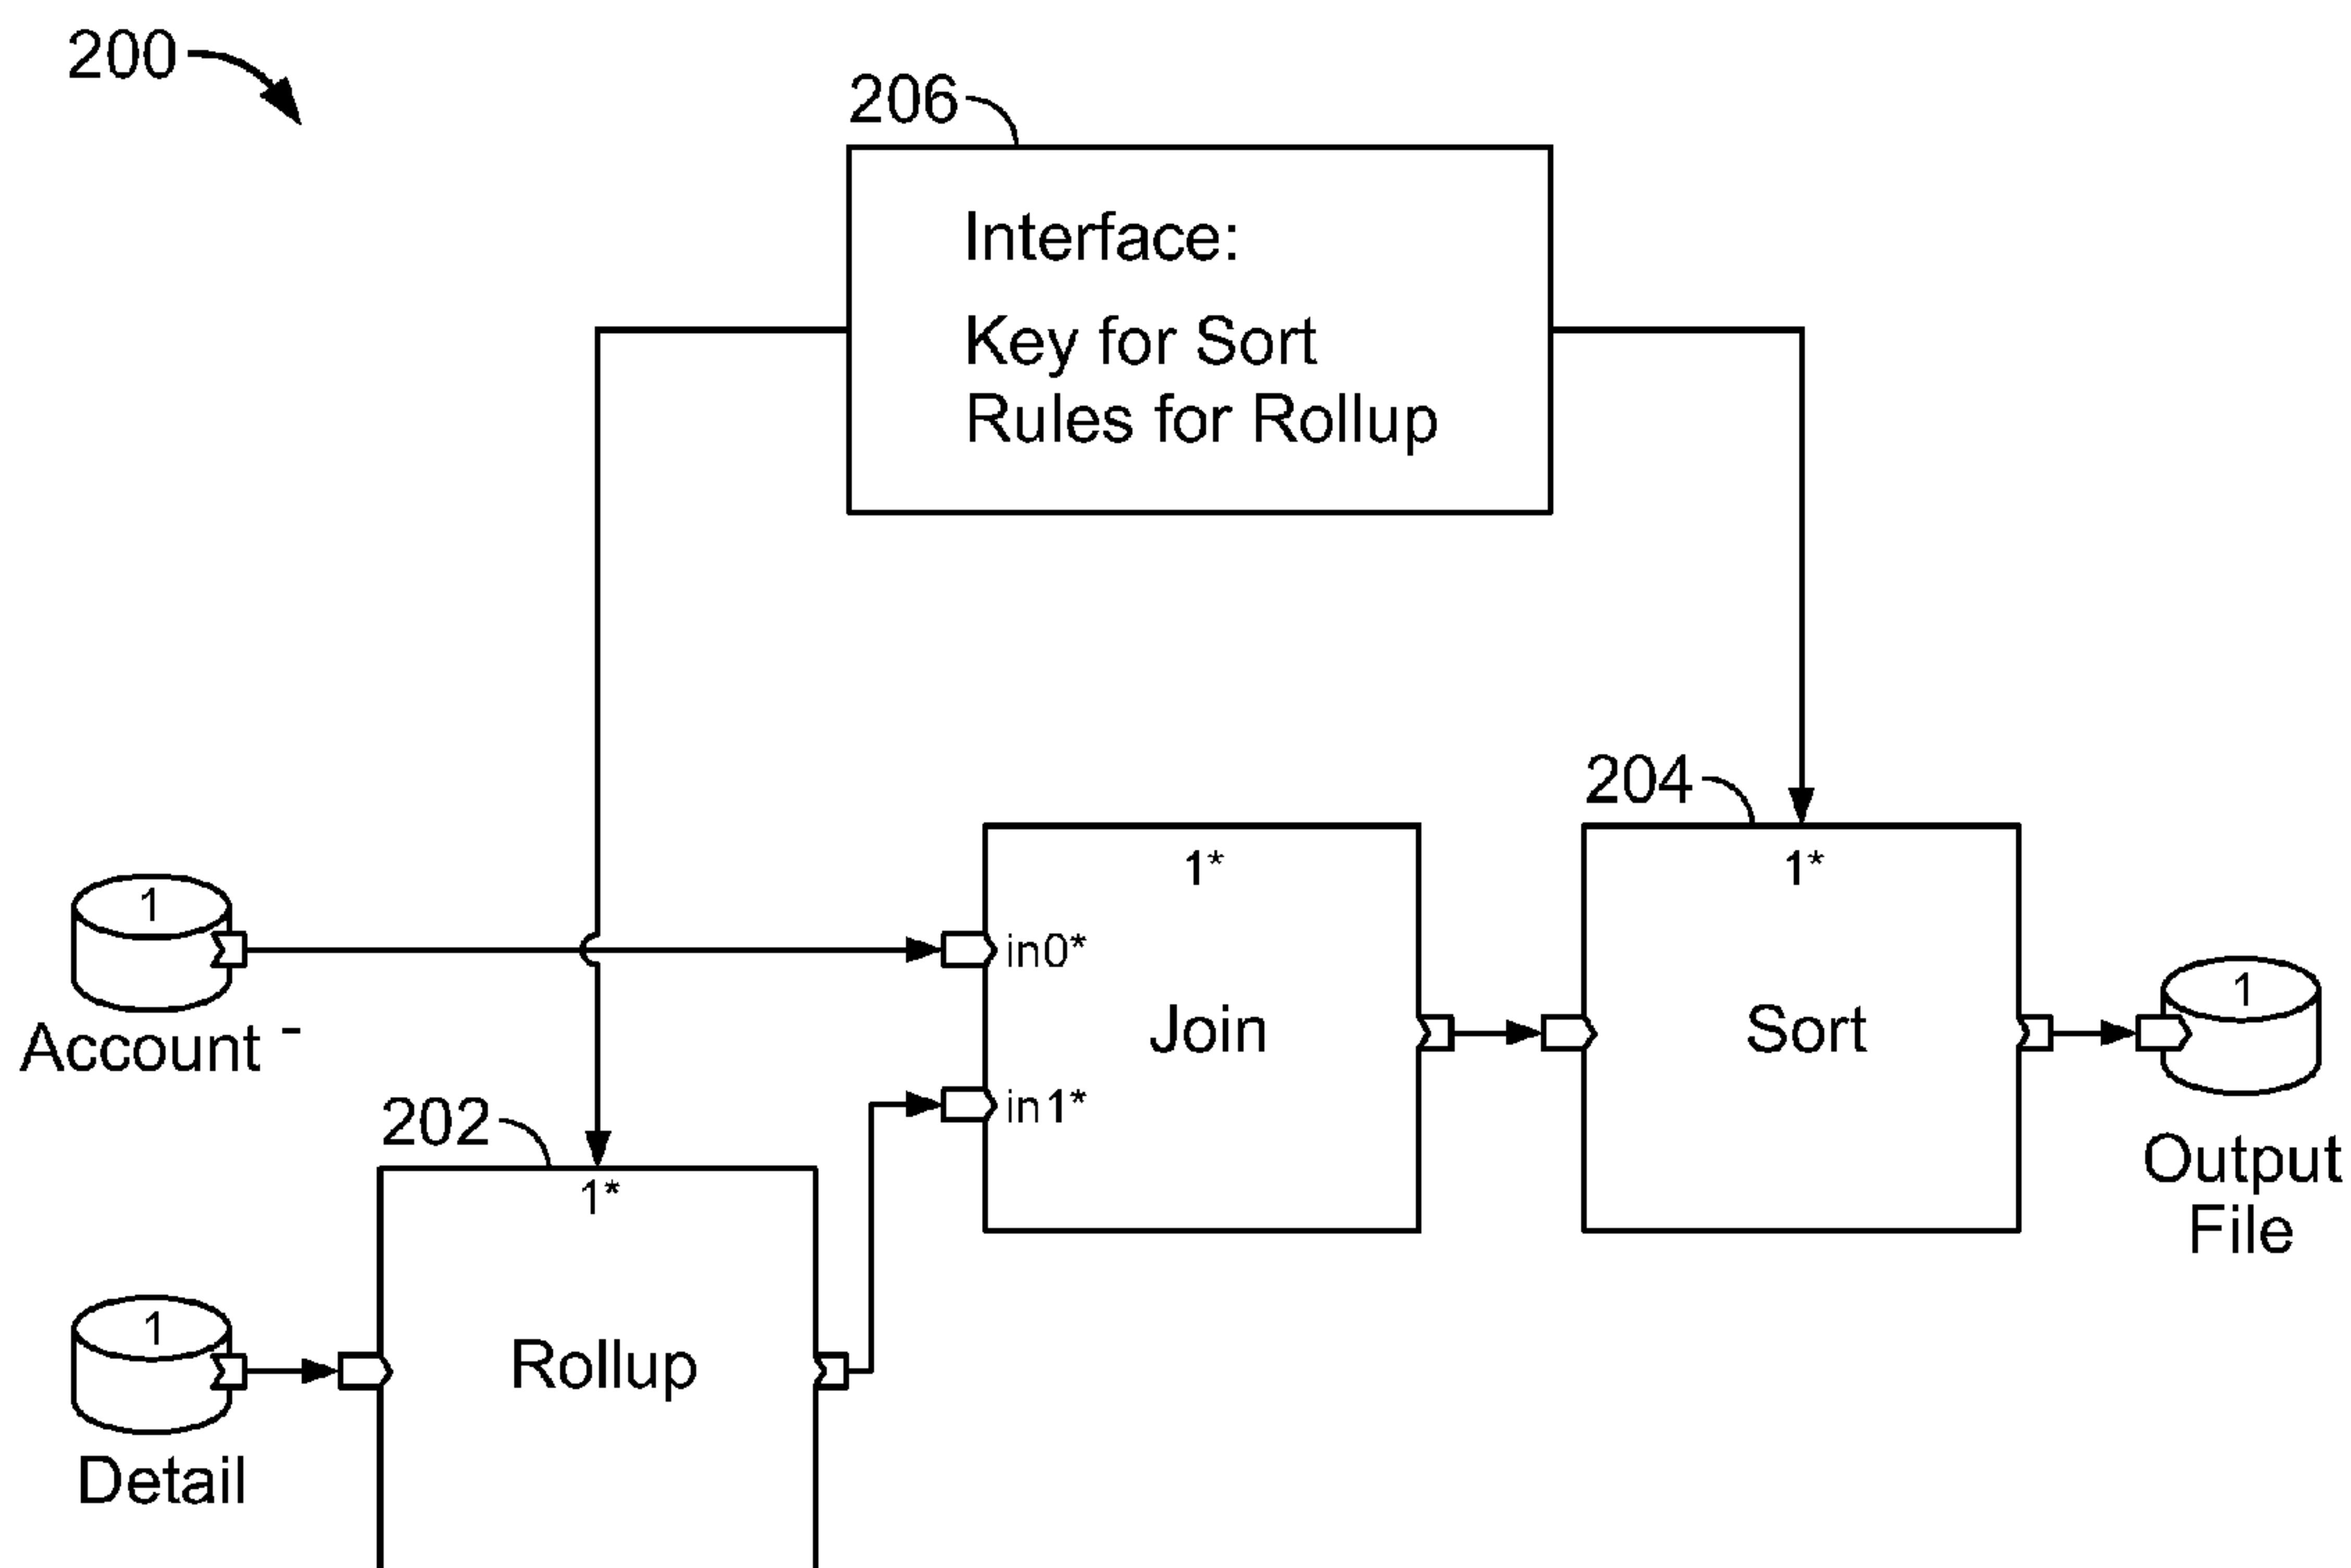 200
206
Interface:
Key for Sort
Rules for Rollup
204
1*
1*
1
in0*
Account -
Join
Sort
1
in1*
202
Output
File
1*
1
Rollup
Detail